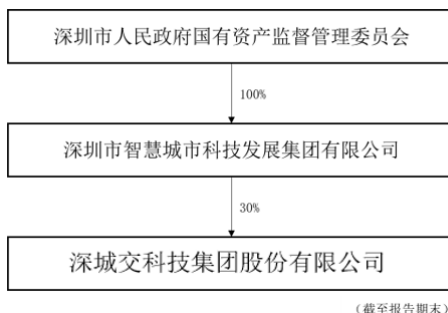 深圳市人民政府国有资产监督管理委员会
100%
深圳市智慧城市科技发展集团有限公司
30%
深城交科技集团股份有限公司
（截至报告期末）